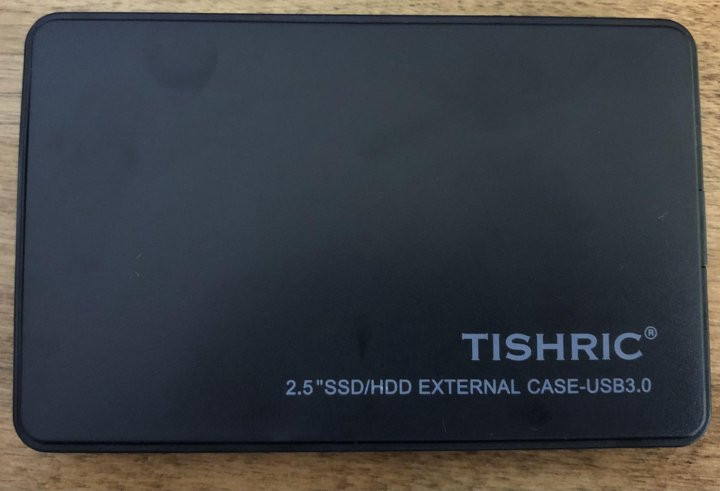 TISHRIC®
2.5"SSD/HDD EXTERNAL CASE-USB3.0